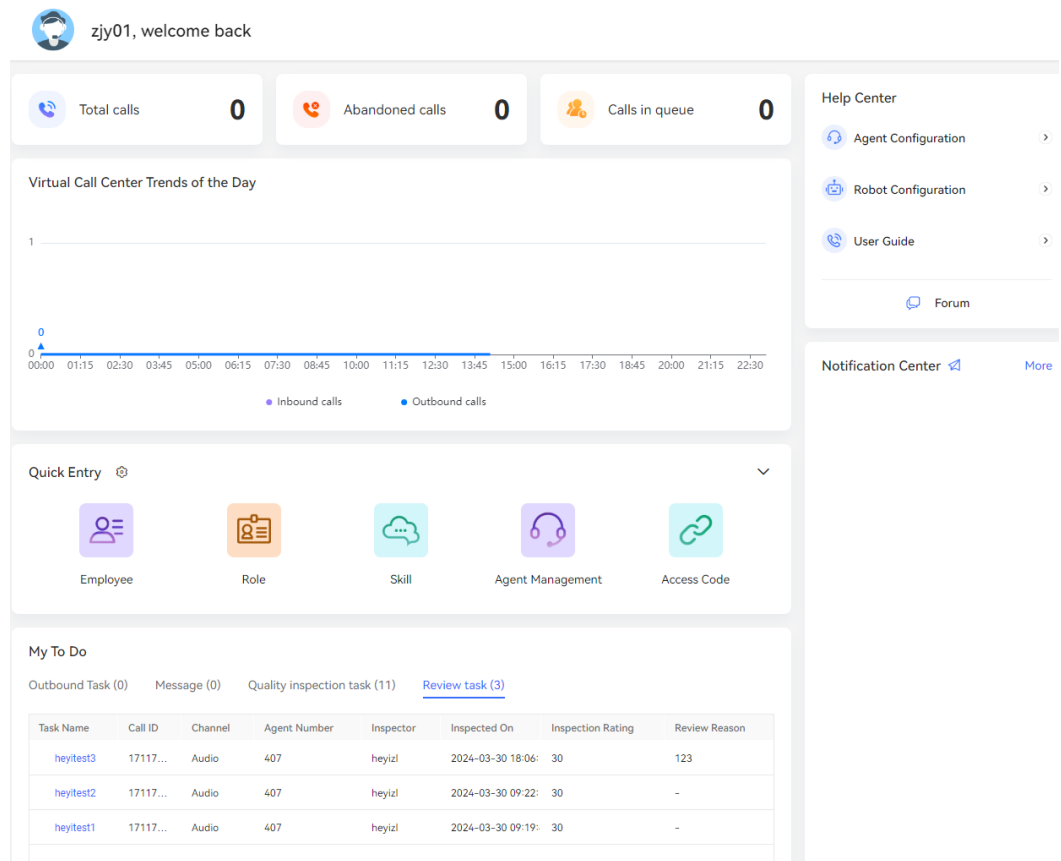 zjy01, welcome back
Total calls 0
Abandoned calls 0
Calls in queue 0
Virtual Call Center Trends of the Day
1
0
0
00:00 01:15 02:30 03:45 05:00 06:15 07:30 08:45 10:00 11:15 12:30 13:45 15:00 16:15 17:30 18:45 20:00 21:15 22:30
Inbound calls Outbound calls
Quick Entry
Employee Role Skill Agent Management Access Code
My To Do
Outbound Task (0) Message (0) Quality inspection task (11) Review task (3)
Task Name Call ID Channel Agent Number Inspector Inspected On Inspection Rating Review Reason
heyitest3 17117... Audio 407 heyizl 2024-03-30 18:06: 30 123
heyitest2 17117... Audio 407 heyizl 2024-03-30 09:22: 30 -
heyitest1 17117... Audio 407 heyizl 2024-03-30 09:19: 30 -
Help Center
Agent Configuration
Robot Configuration
User Guide
Forum
Notification Center More